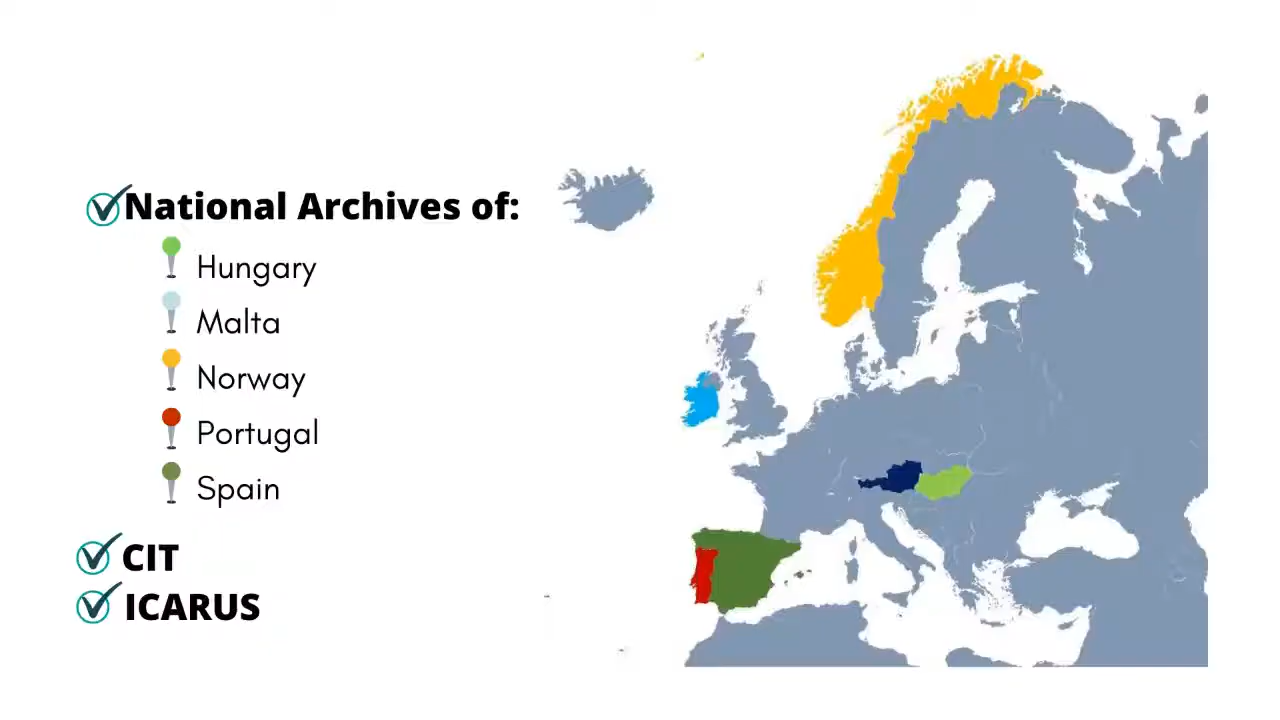 National Archives of:
Hungary
Malta
Norway
Portugal
Spain
CIT
ICARUS